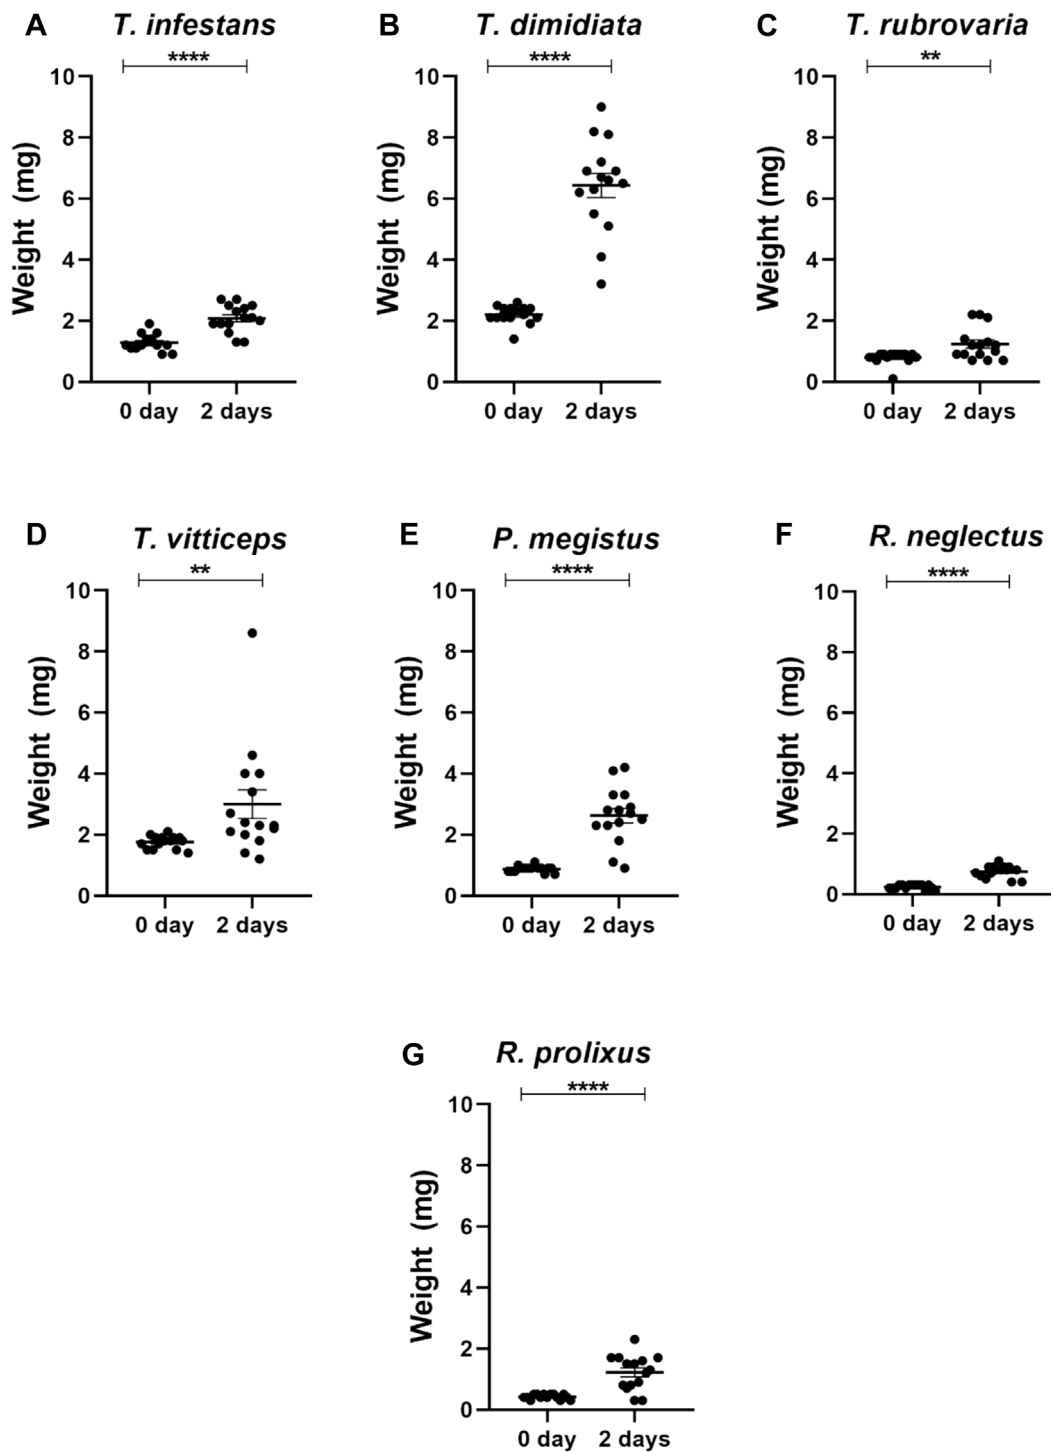 A T. infestans
****
10
8
6
4
2
0
Weight (mg)
0 day 2 days
B T. dimidiata
****
10
8
6
4
2
0
Weight (mg)
0 day 2 days
C T. rubrovaria
**
10
8
6
4
2
0
Weight (mg)
0 day 2 days
D T. vitticeps
**
10
8
6
4
2
0
Weight (mg)
0 day 2 days
E P. megistus
****
10
8
6
4
2
0
Weight (mg)
0 day 2 days
F R. neglectus
****
10
8
6
4
2
0
Weight (mg)
0 day 2 days
G R. prolixus
****
10
8
6
4
2
0
Weight (mg)
0 day 2 days